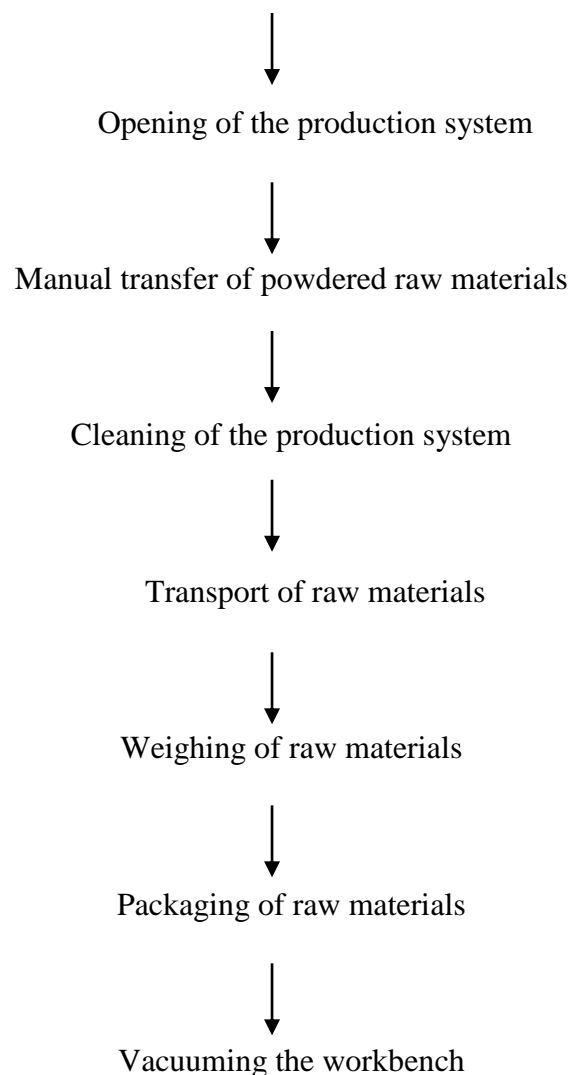 Opening of the production system
Manual transfer of powdered raw materials
Cleaning of the production system
Transport of raw materials
Weighing of raw materials
Packaging of raw materials
Vacuuming the workbench